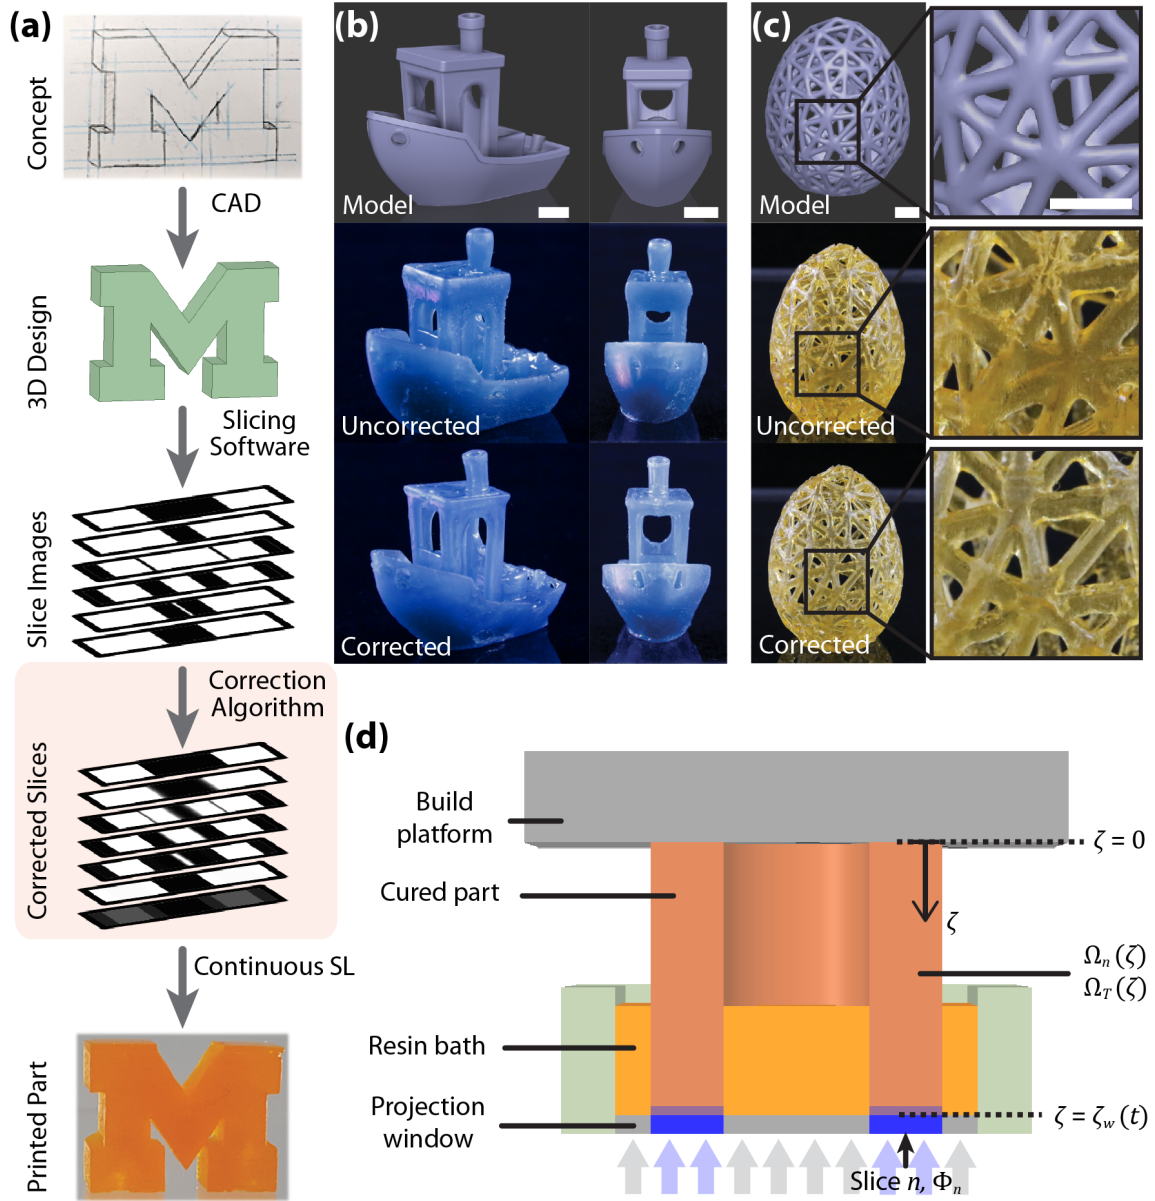 (a)
Concept
CAD
3D Design
Slicing
Software
Slice Images
Correction
Algorithm
Corrected Slices
Continuous SL
Printed Part
(b)
Model
Uncorrected
Corrected
(c)
Model
Uncorrected
Corrected
(d)
Build
platform
ζ = 0
Cured part
ζ
Ωn (ζ)
ΩT (ζ)
Resin bath
Projection
window
ζ = ζw (t)
Slice n, Φn